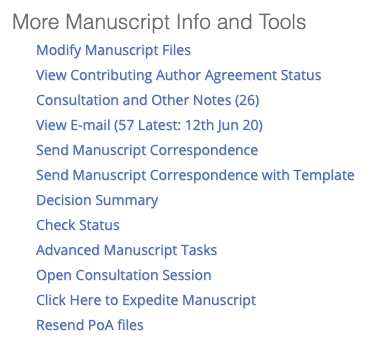 More Manuscript Info and Tools
Modify Manuscript Files
View Contributing Author Agreement Status
Consultation and Other Notes (26)
View E-mail (57 Latest: 12th Jun 20)
Send Manuscript Correspondence
Send Manuscript Correspondence with Template
Decision Summary
Check Status
Advanced Manuscript Tasks
Open Consultation Session
Click Here to Expedite Manuscript
Resend PoA files